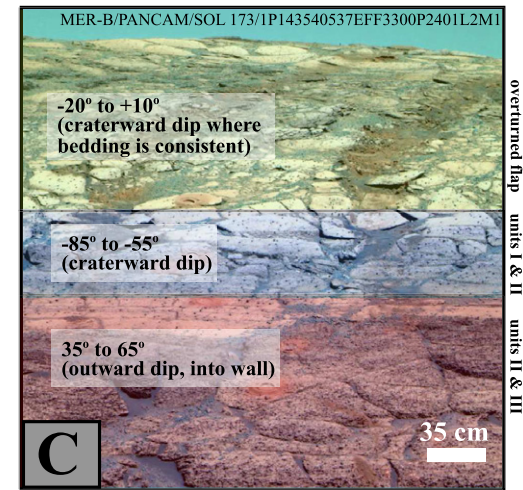 MER-B/PANCAM/SOL 173/1P143540537EFF3300P2401L2M1
-20º to +10º
(craterward dip where
bedding is consistent)
overturned flap
-85º to -55º
(craterward dip)
units I & II
35º to 65º
(outward dip, into wall)
units II & III
35 cm
C